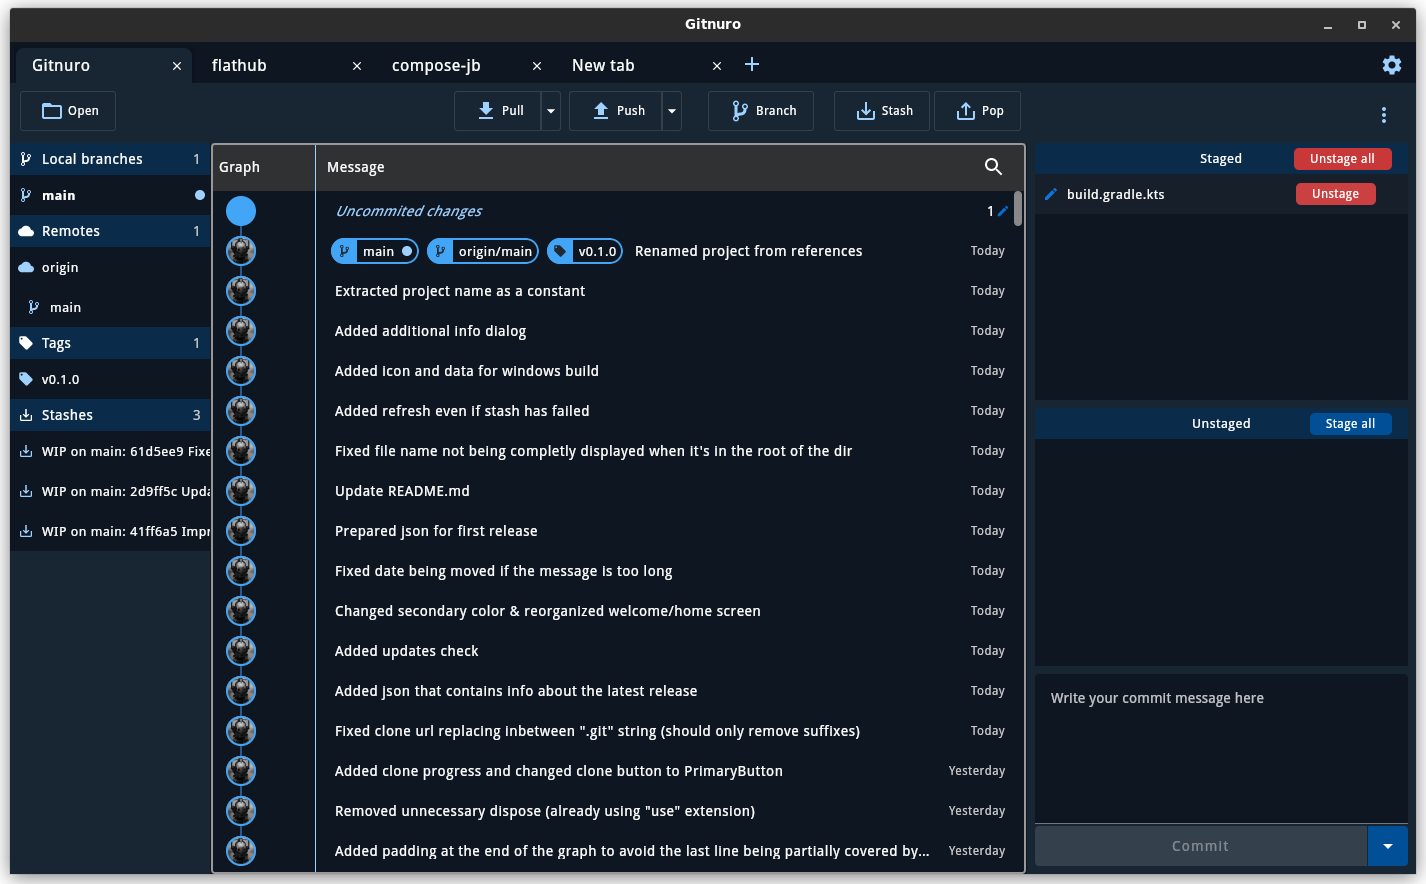 Gitnuro
Gitnuro
flathub
compose-jb
New tab
Open
Pull
Push
Branch
Stash
Pop
Local branches 1
main
Remotes 1
origin
main
Tags 1
v0.1.0
Stashes 3
WIP on main: 61d5ee9 Fixe
WIP on main: 2d9ff5c Upda
WIP on main: 41ff6a5 Impr
Graph Message
Uncommited changes 1
main origin/main v0.1.0 Renamed project from references Today
Extracted project name as a constant Today
Added additional info dialog Today
Added icon and data for windows build Today
Added refresh even if stash has failed Today
Fixed file name not being completly displayed when it's in the root of the dir Today
Update README.md Today
Prepared json for first release Today
Fixed date being moved if the message is too long Today
Changed secondary color & reorganized welcome/home screen Today
Added updates check Today
Added json that contains info about the latest release Today
Fixed clone url replacing inbetween ".git" string (should only remove suffixes) Today
Added clone progress and changed clone button to PrimaryButton Yesterday
Removed unnecessary dispose (already using "use" extension) Yesterday
Added padding at the end of the graph to avoid the last line being partially covered by... Yesterday
Staged Unstage all
build.gradle.kts Unstage
Unstaged Stage all
Write your commit message here
Commit